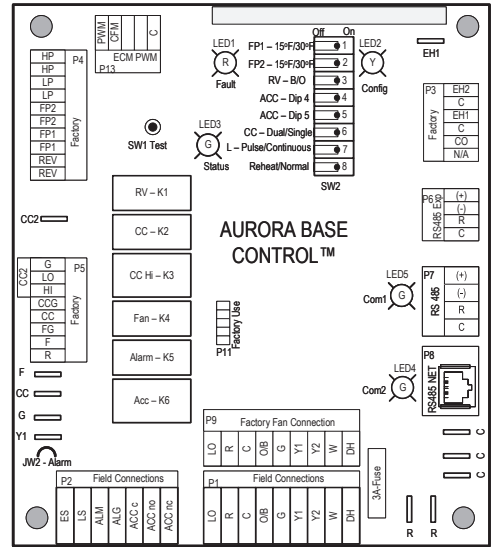 PWM
CFM
C
ECM PWM
P13
LED1
R
Fault
Off On
FP1 – 15ºF/30ºF 1
FP2 – 15ºF/30ºF 2
RV – B/O 3
ACC – Dip 4 4
ACC – Dip 5 5
CC – Dual/Single 6
L – Pulse/Continuous 7
Reheat/Normal 8
SW2
LED2
Y
Config
EH1
HP
HP
LP
LP
FP2
FP2
FP1
FP1
REV
REV
P4
Factory
SW1 Test
LED3
G
Status
P3
Factory
EH2
C
EH1
C
CO
N/A
P6
RS485 Exp
(+)
(-)
R
C
CC2
RV – K1
CC – K2
CC Hi – K3
Fan – K4
Alarm – K5
Acc – K6
AURORA BASE
CONTROL™
CC2
G
LO
HI
CCG
CC
FG
F
R
P5
Factory
LED5
G
Com1
P7
RS 485
(+)
(-)
R
C
Factory Use
P11
LED4
G
Com2
P8
RS485 NET
F
CC
G
Y1
JW2 - Alarm
P9
Factory Fan Connection
LO
R
C
O/B
G
Y1
Y2
W
DH
C
C
C
P2
Field Connections
ES
LS
ALM
ALG
ACC c
ACC no
ACC nc
P1
Field Connections
LO
R
C
O/B
G
Y1
Y2
W
DH
3A-Fuse
R
R